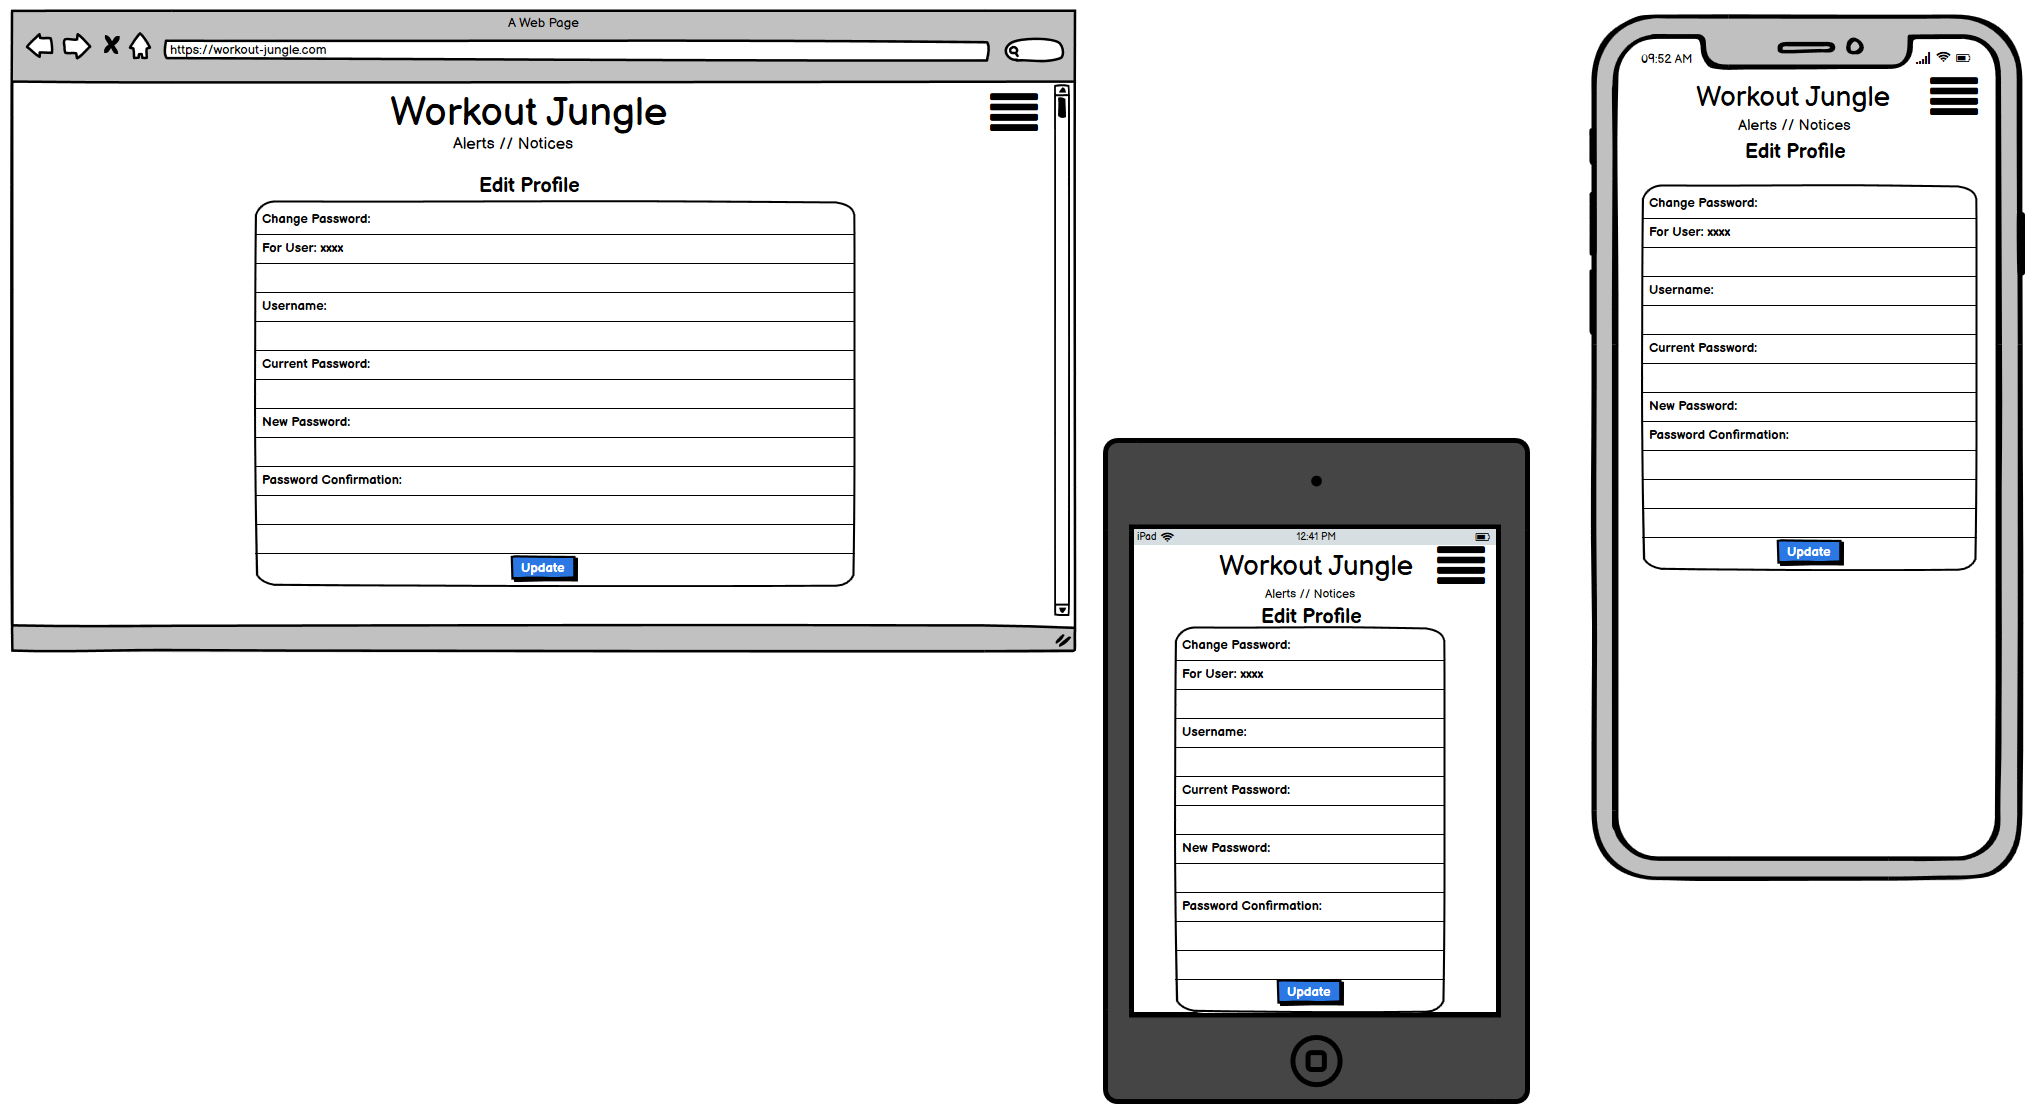 A Web Page
https://workout-jungle.com
Workout Jungle
Alerts // Notices
Edit Profile
Change Password:
For User: xxxx
Username:
Current Password:
New Password:
Password Confirmation:
Update
iPad
12:41 PM
Workout Jungle
Alerts // Notices
Edit Profile
Change Password:
For User: xxxx
Username:
Current Password:
New Password:
Password Confirmation:
Update
09:52 AM
Workout Jungle
Alerts // Notices
Edit Profile
Change Password:
For User: xxxx
Username:
Current Password:
New Password:
Password Confirmation:
Update